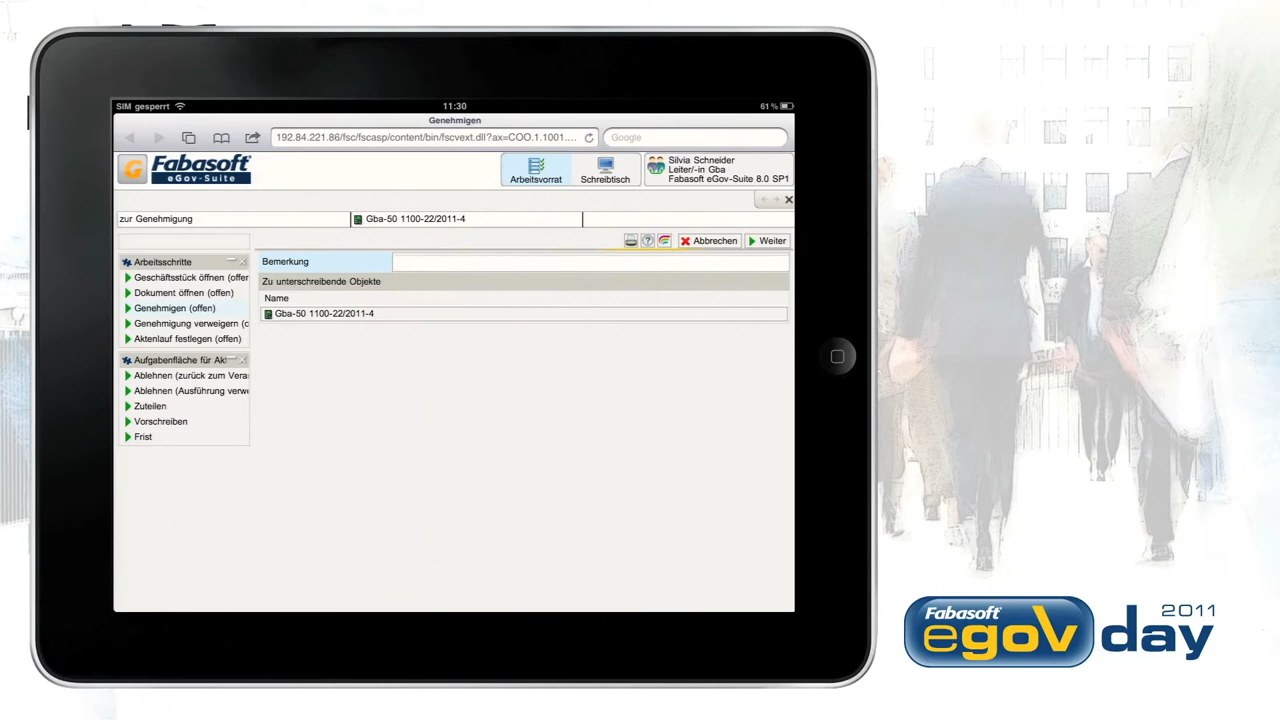 SIM gesperrt 11:30 61 %
Genehmigen
192.84.221.86/fsc/fscasp/content/bin/fscvext.dll?ax=COO.1.1001.... Google
Fabasoft
eGov-Suite
Arbeitsvorrat
Schreibtisch
Silvia Schneider
Leiter/-in Gba
Fabasoft eGov-Suite 8.0 SP1
zur Genehmigung
Gba-50 1100-22/2011-4
Abbrechen
Weiter
Arbeitsschritte
Geschäftsstück öffnen (offen
Dokument öffnen (offen)
Genehmigen (offen)
Genehmigung verweigern (o
Aktenlauf festlegen (offen)
Aufgabenfläche für Akt
Ablehnen (zurück zum Vera
Ablehnen (Ausführung verwe
Zuteilen
Vorschreiben
Frist
Bemerkung
Zu unterschreibende Objekte
Name
Gba-50 1100-22/2011-4
Fabasoft
egov day 2011